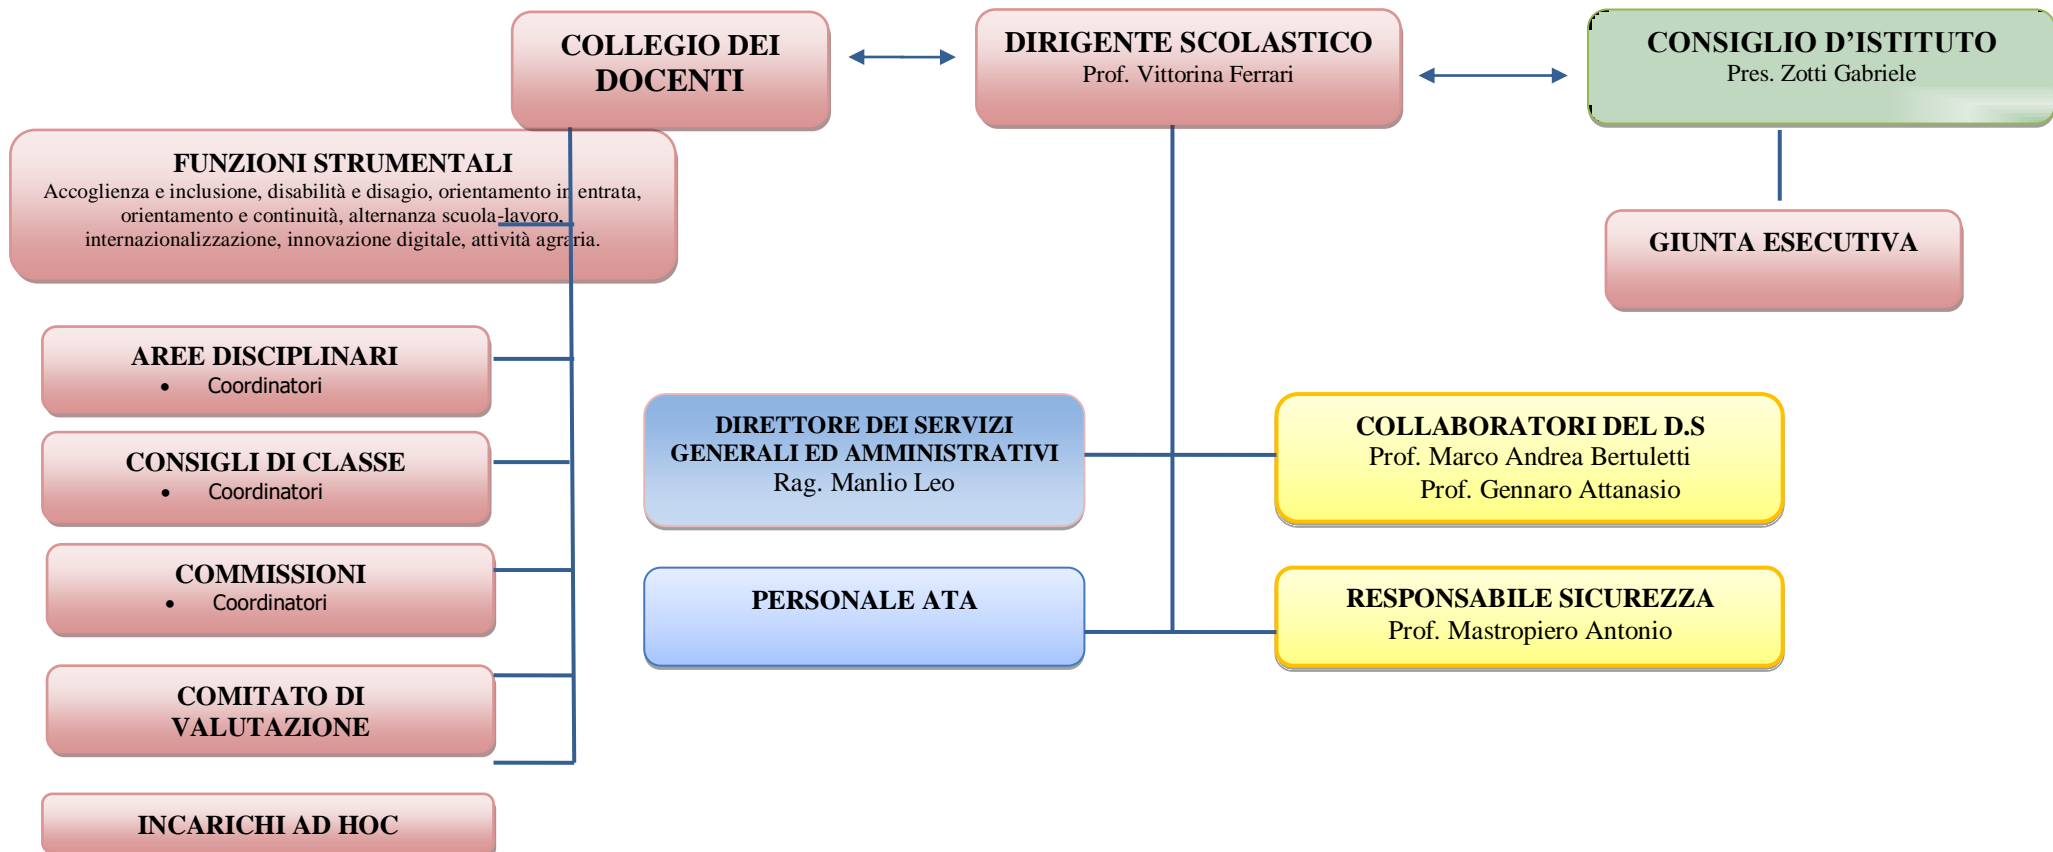 COLLEGIO DEI
DOCENTI
DIRIGENTE SCOLASTICO
Prof. Vittorina Ferrari
CONSIGLIO D’ISTITUTO
Pres. Zotti Gabriele
FUNZIONI STRUMENTALI
Accoglienza e inclusione, disabilità e disagio, orientamento in entrata,
orientamento e continuità, alternanza scuola-lavoro,
internazionalizzazione, innovazione digitale, attività agraria.
GIUNTA ESECUTIVA
AREE DISCIPLINARI
• Coordinatori
CONSIGLI DI CLASSE
• Coordinatori
COMMISSIONI
• Coordinatori
COMITATO DI
VALUTAZIONE
INCARICHI AD HOC
DIRETTORE DEI SERVIZI
GENERALI ED AMMINISTRATIVI
Rag. Manlio Leo
COLLABORATORI DEL D.S
Prof. Marco Andrea Bertuletti
Prof. Gennaro Attanasio
PERSONALE ATA
RESPONSABILE SICUREZZA
Prof. Mastropiero Antonio